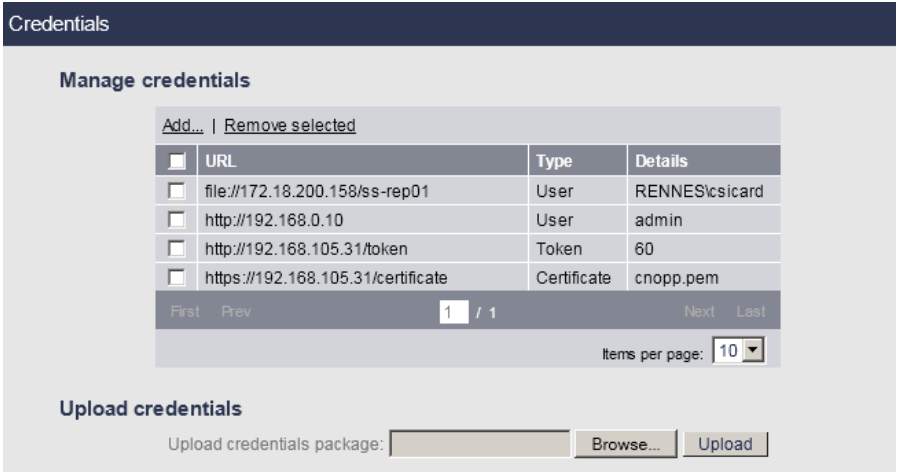 Credentials
Manage credentials
Add... | Remove selected
URL Type Details
file://172.18.200.158/ss-rep01 User RENNES\csicard
http://192.168.0.10 User admin
http://192.168.105.31/token Token 60
https://192.168.105.31/certificate Certificate cnopp.pem
First Prev 1 / 1 Next Last
Items per page: 10
Upload credentials
Upload credentials package: Browse... Upload